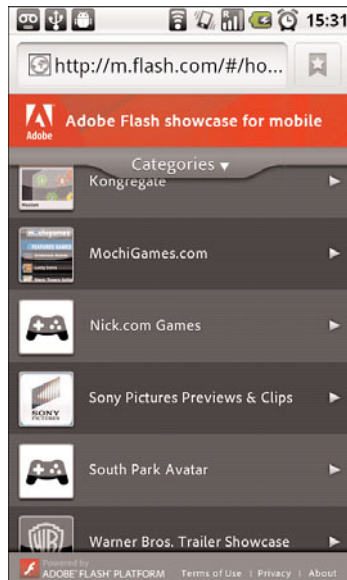 15:31
http://m.flash.com/#/ho...
Adobe
Adobe Flash showcase for mobile
Categories
Kongregate
MochiGames.com
Nick.com Games
SONY
PICTURES
Sony Pictures Previews & Clips
South Park Avatar
WB
Warner Bros. Trailer Showcase
Powered by
ADOBE® FLASH® PLATFORM Terms of Use | Privacy | About